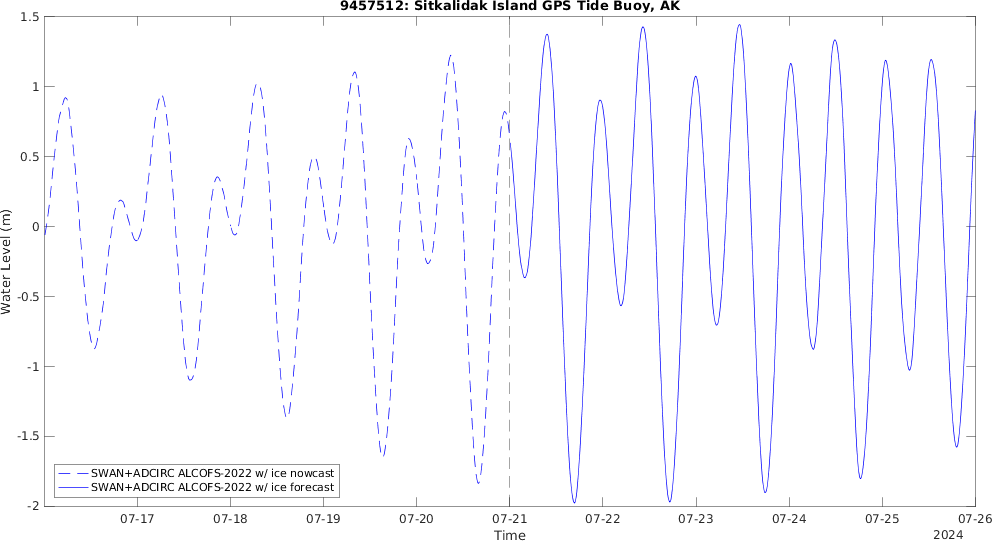 9457512: Sitkalidak Island GPS Tide Buoy, AK
1.5
1
0.5
0
-0.5
-1
-1.5
-2
Water Level (m)
SWAN+ADCIRC ALCOFS-2022 w/ ice nowcast
SWAN+ADCIRC ALCOFS-2022 w/ ice forecast
07-17 07-18 07-19 07-20 07-21 07-22 07-23 07-24 07-25 07-26
Time
2024